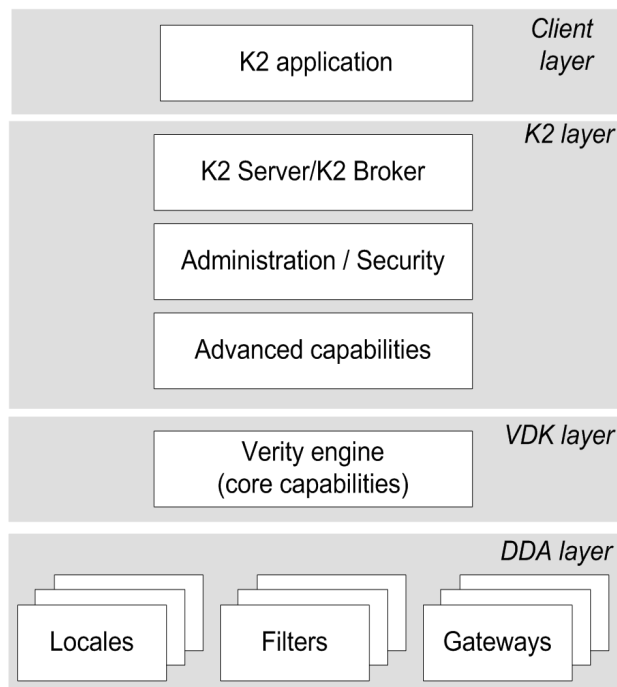 Client
layer
K2 application
K2 layer
K2 Server/K2 Broker
Administration / Security
Advanced capabilities
VDK layer
Verity engine
(core capabilities)
DDA layer
Locales
Filters
Gateways